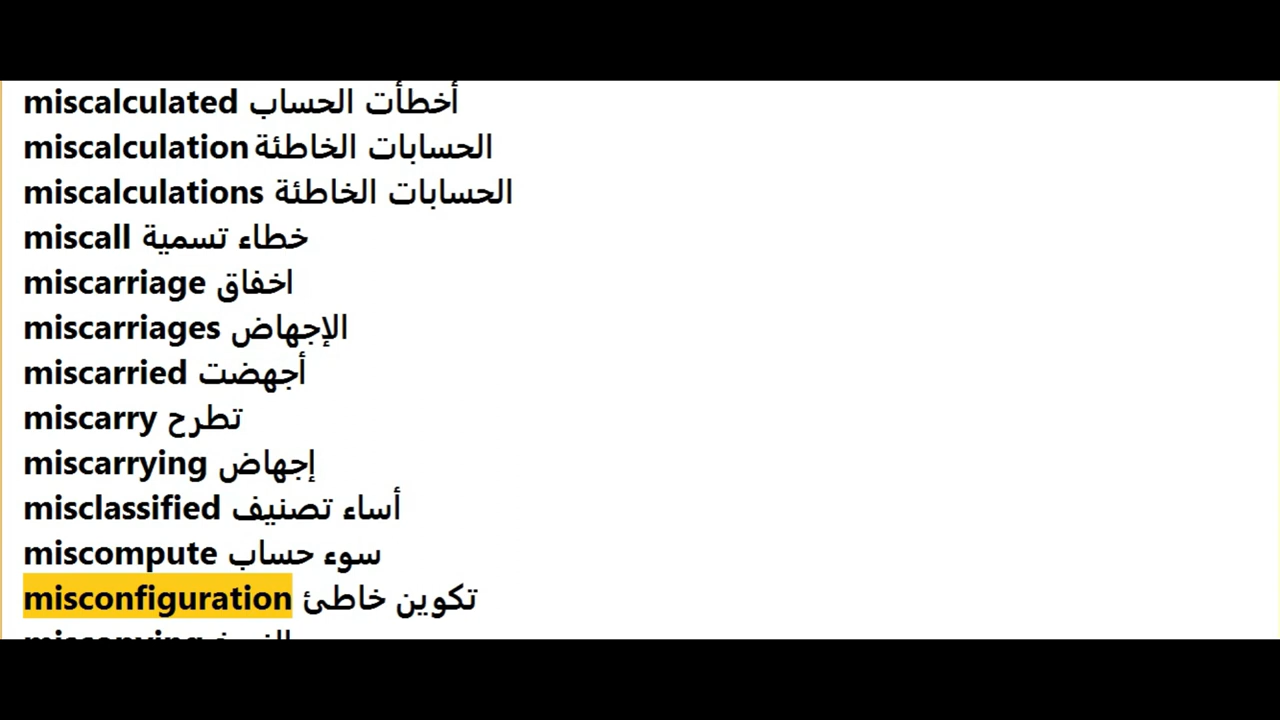 miscalculated أخطأت الحساب
miscalculation الحسابات الخاطئة
miscalculations الحسابات الخاطئة
miscall خطاء تسمية
miscarriage اخفاق
miscarriages الإجهاض
miscarried أجهضت
miscarry تطرح
miscarrying إجهاض
misclassified أساء تصنيف
miscompute سوء حساب
misconfiguration تكوين خاطئ